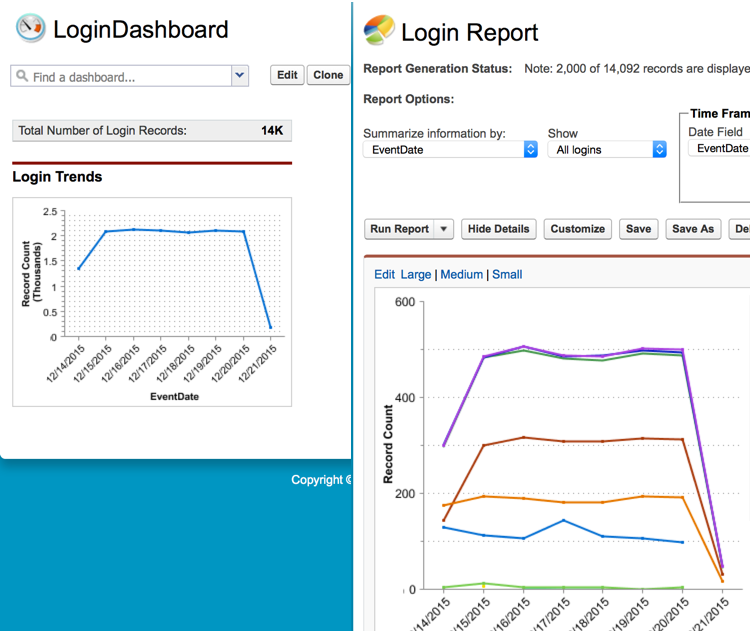 LoginDashboard
Find a dashboard...
Edit
Clone
Total Number of Login Records:
14K
Login Trends
2.5
2
1.5
1
0.5
0
Record Count
(Thousands)
12/14/2015
12/15/2015
12/16/2015
12/17/2015
12/18/2015
12/19/2015
12/20/2015
12/21/2015
EventDate
Copyright ©
Login Report
Report Generation Status: Note: 2,000 of 14,092 records are displaye
Report Options:
Time Fram
Summarize information by:
Show
Date Field
EventDate
All logins
EventDate
Run Report
Hide Details
Customize
Save
Save As
Del
Edit Large | Medium | Small
600
400
200
0
Record Count
/14/2015
/15/2015
/16/2015
/17/2015
/18/2015
/19/2015
/20/2015
/21/2015